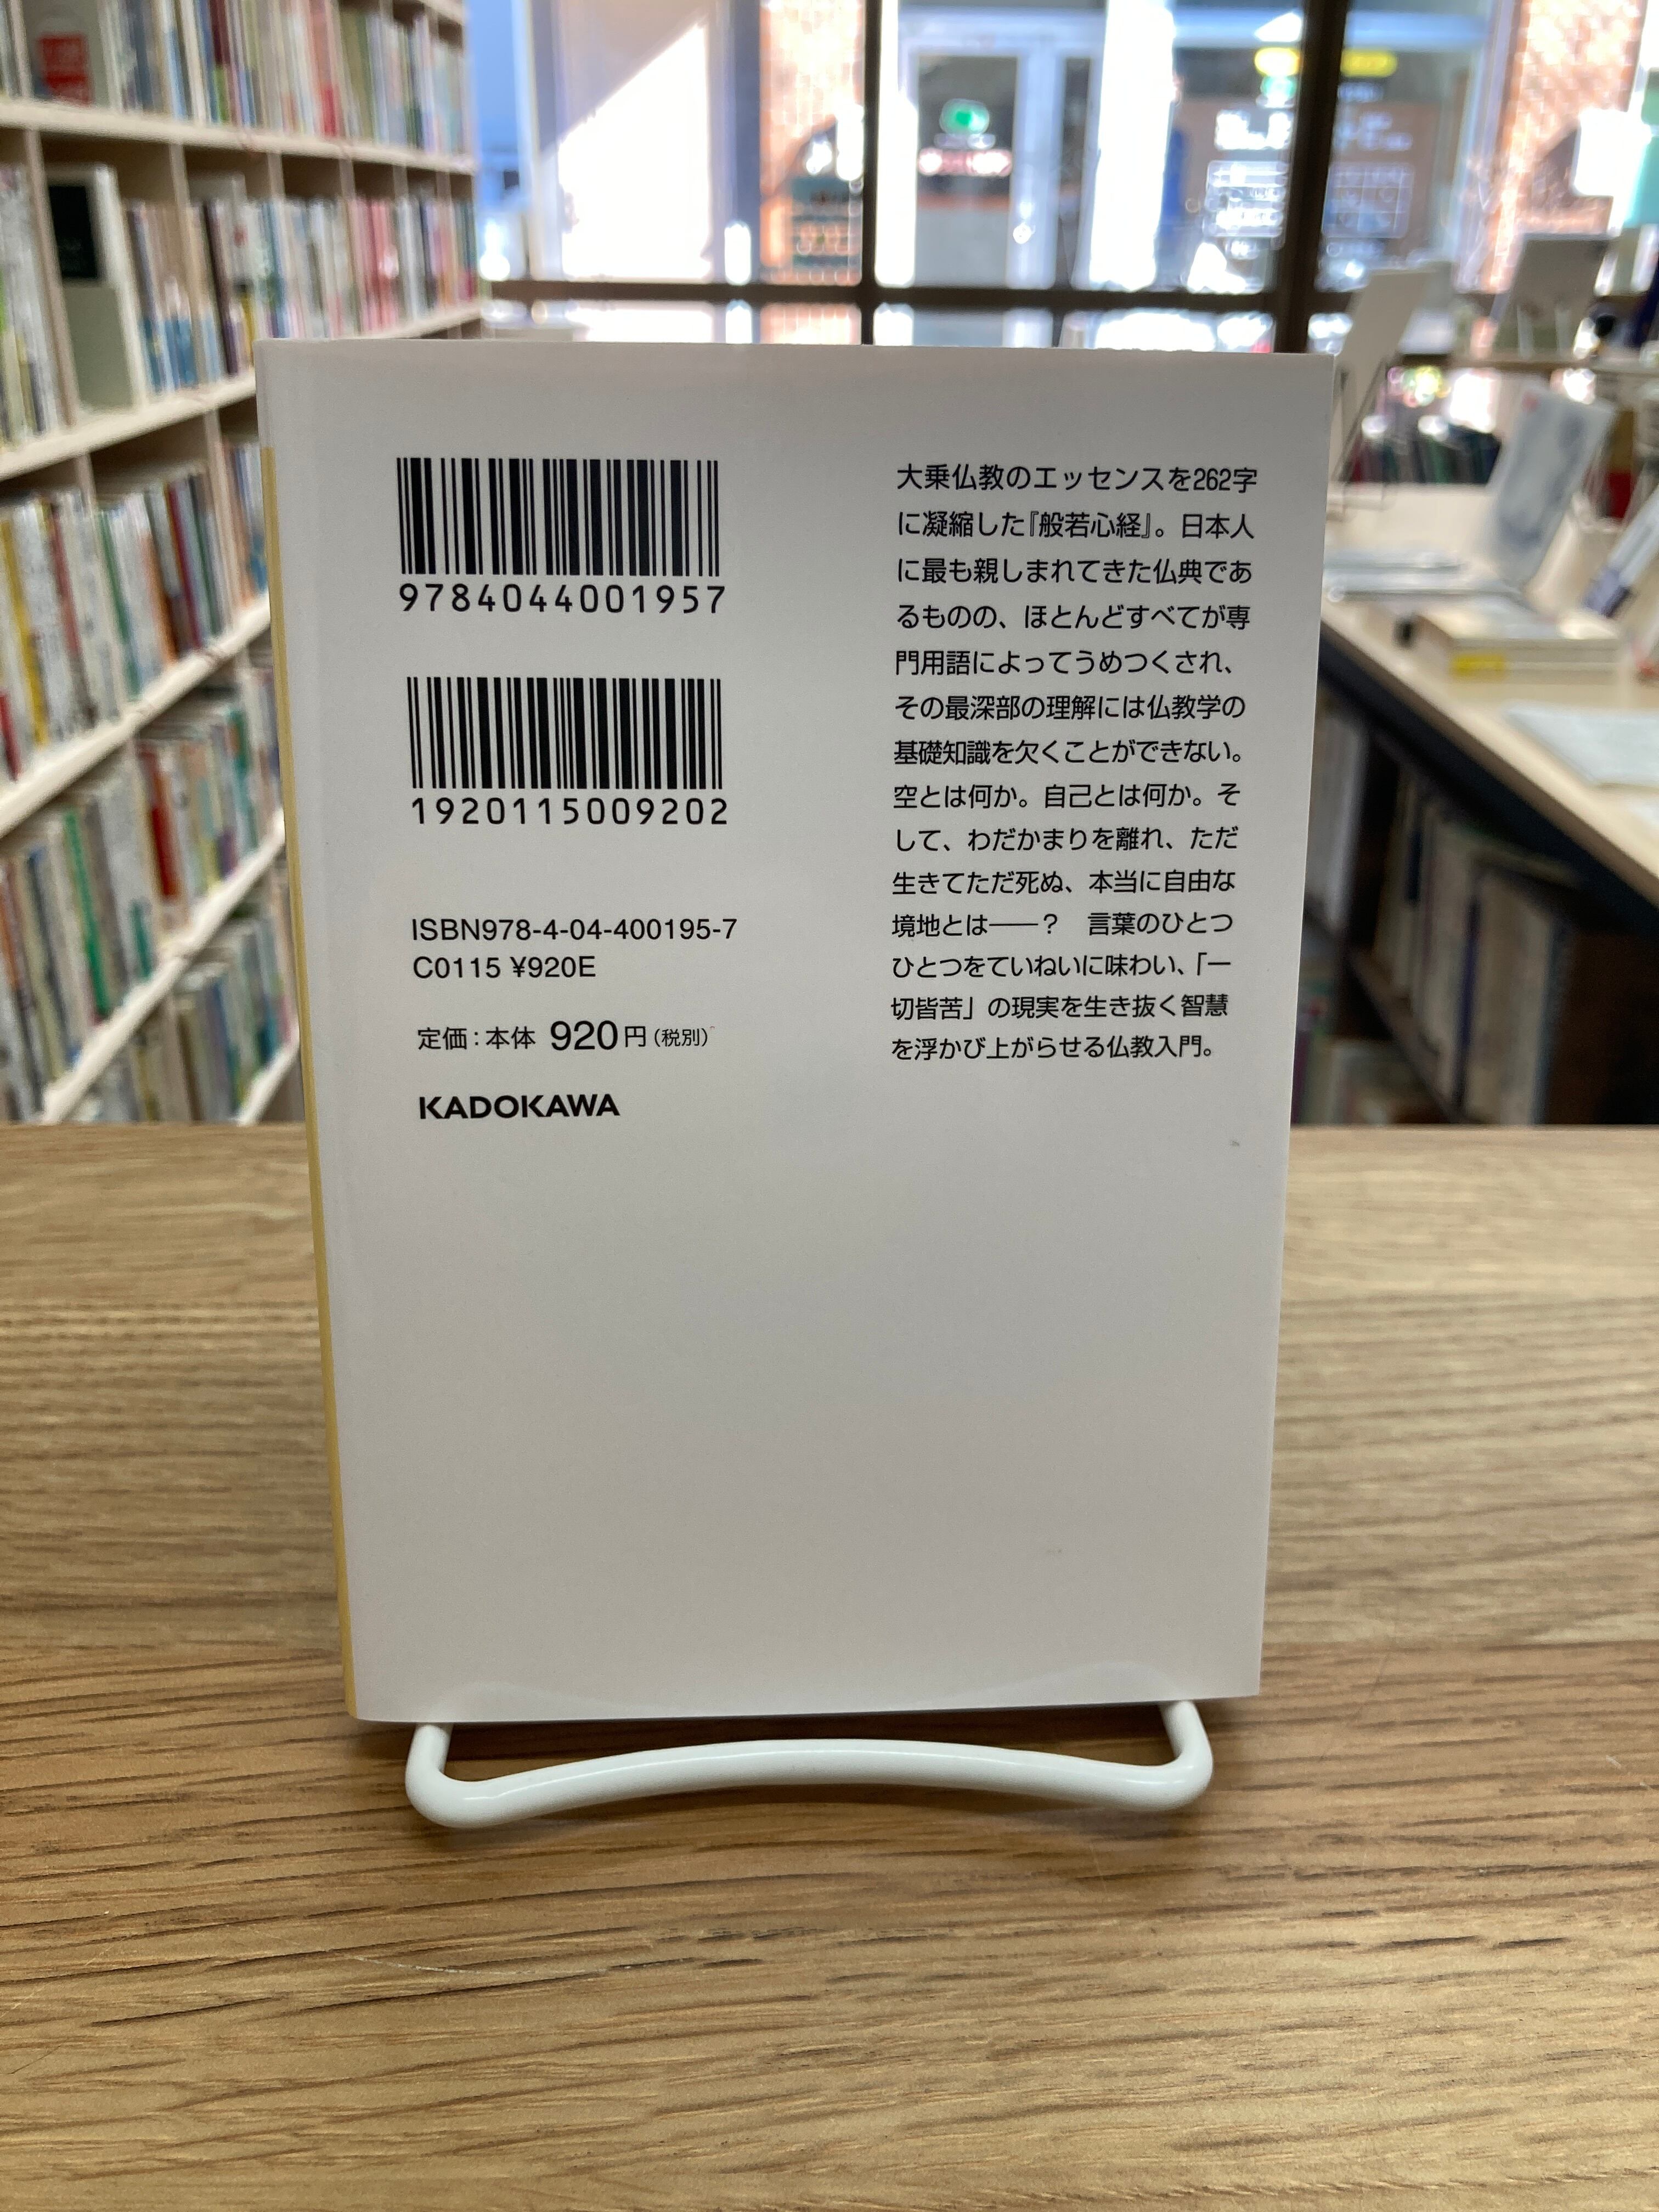 9784044001957
1920115009202
ISBN978-4-04-400195-7
C0115 ¥920E
定価：本体 920円（税別）
KADOKAWA
大乗仏教のエッセンスを262字
に凝縮した『般若心経』。日本人
に最も親しまれてきた仏典であ
るものの、ほとんどすべてが専
門用語によってうめつくされ、
その最深部の理解には仏教学の
基礎知識を欠くことができない。
空とは何か。自己とは何か。そ
して、わだかまりを離れ、ただ
生きてただ死ぬ、本当に自由な
境地とは――？　言葉のひとつ
ひとつをていねいに味わい、「一
切皆苦」の現実を生き抜く智慧
を浮かび上がらせる仏教入門。